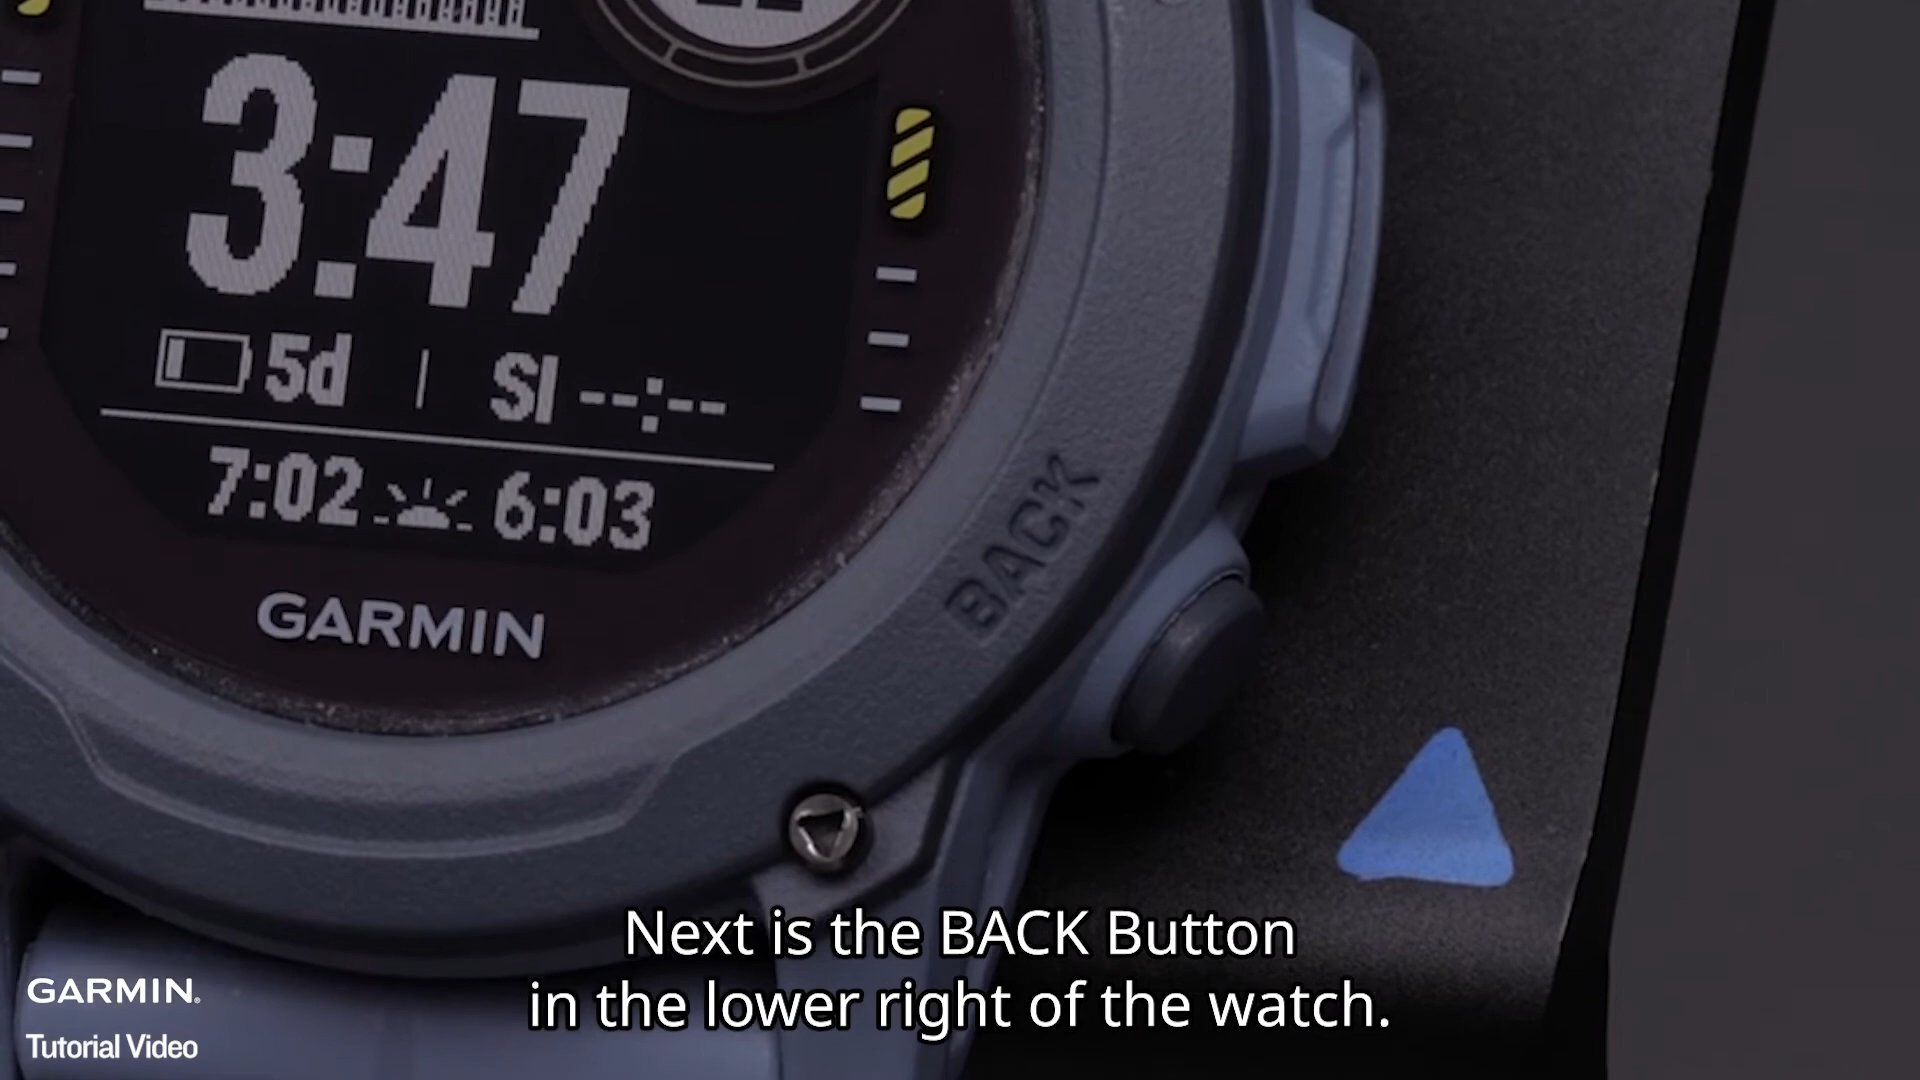 3:47
5d | SI --:--
7:02 6:03
GARMIN
BACK
Next is the BACK Button
in the lower right of the watch.
GARMIN®
Tutorial Video